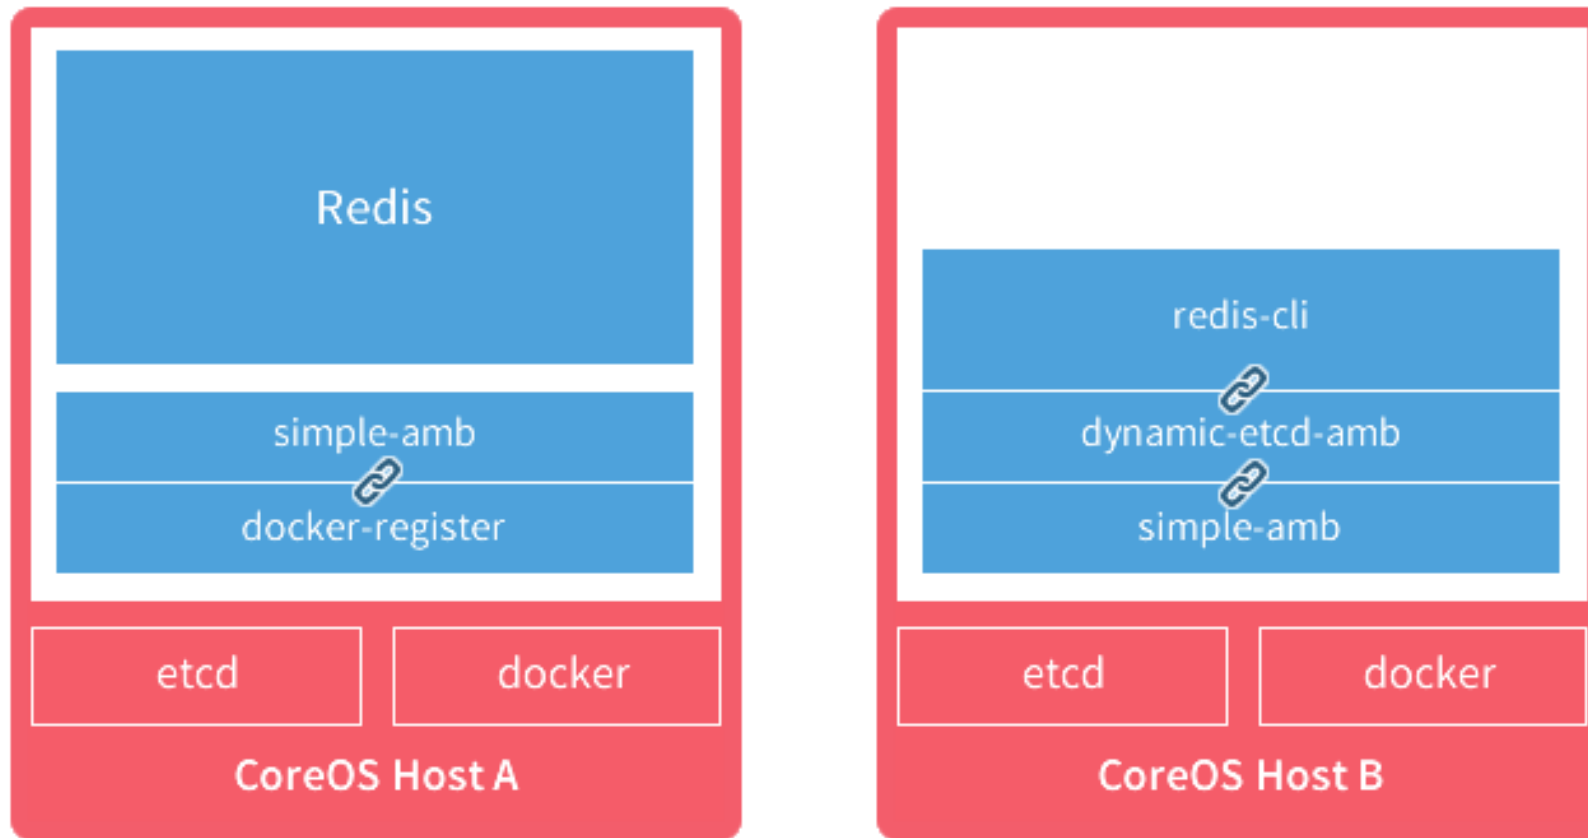 Redis
simple-amb
docker-register
etcd
docker
CoreOS Host A
redis-cli
dynamic-etcd-amb
simple-amb
etcd
docker
CoreOS Host B